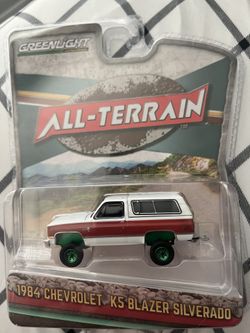 GREENLIGHT
ALL-TERRAIN
1984 CHEVROLET K5 BLAZER SILVERADO